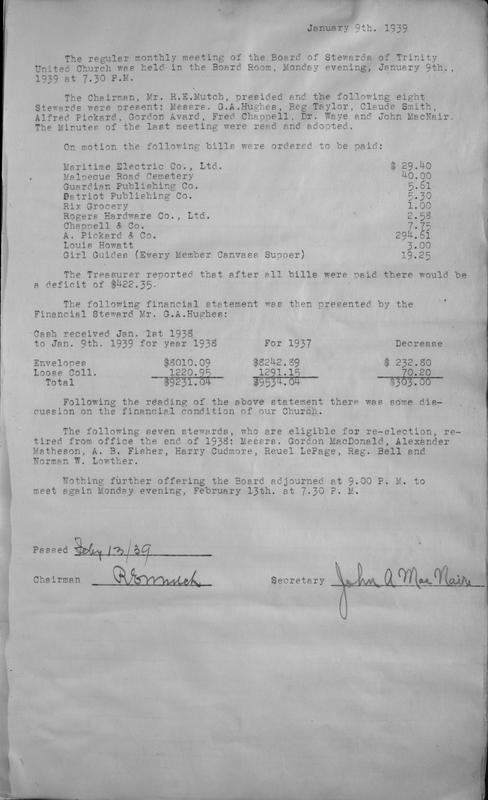 January 9th. 1939
The regular monthly meeting of the Board of Stewards of Trinity
United Church was held in the Board Room, Monday evening, January 9th.,
1939 at 7.30 P.M.
The Chairman, Mr. R.E.Mutch, presided and the following eight
Stewards were present: Messrs. G.A.Hughes, Reg Taylor, Claude Smith,
Alfred Pickard, Gordon Avard, Fred Chappell, Dr. Waye and John MacNair.
The Minutes of the last meeting were read and adopted.
On motion the following bills were ordered to be paid:
Maritime Electric Co., Ltd. $ 29.40
Malpecue Road Cemetery 40.00
Guardian Publishing Co. 5.61
Patriot Publishing Co. 5.30
Rix Grocery 1.00
Rogers Hardware Co., Ltd. 2.58
Chappell & Co. 7.75
A. Pickard & Co. 294.61
Louis Howatt 3.00
Girl Guides (Every Member Canvass Supper) 19.25
The Treasurer reported that after all bills were paid there would be
a deficit of $422.35.
The following financial statement was then presented by the
Financial Steward Mr. G.A.Hughes:
Cash received Jan. 1st 1938
to Jan. 9th. 1939 for year 1938 For 1937 Decrease
Envelopes $8010.09 $8242.89 $ 232.80
Loose Coll. 1220.95 1291.15 70.20
Total $9231.04 $9534.04 $303.00
Following the reading of the above statement there was some dis-
cussion on the financial condition of our Church.
The following seven stewards, who are eligible for re-election, re-
tired from office the end of 1938: Messrs. Gordon MacDonald, Alexander
Matheson, A. B. Fisher, Harry Cudmore, Reuel LePage, Reg. Bell and
Norman W. Lowther.
Nothing further offering the Board adjourned at 9.00 P. M. to
meet again Monday evening, February 13th. at 7.30 P. M.
Passed Feby 13/39
Chairman R E Mutch Secretary John A Mac Nair